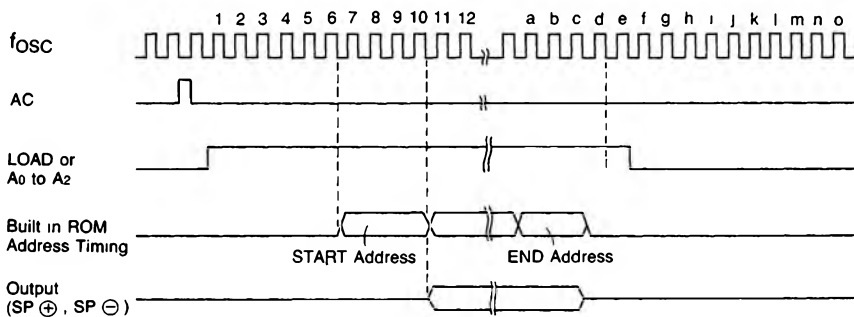 1 2 3 4 5 6 7 8 9 10 11 12 a b c d e f g h ı j k l m n o
fOSC
AC
LOAD or
A0 to A2
Built ın ROM
Address Timing
START Address
END Address
Output
(SP ⊕ , SP ⊖ )